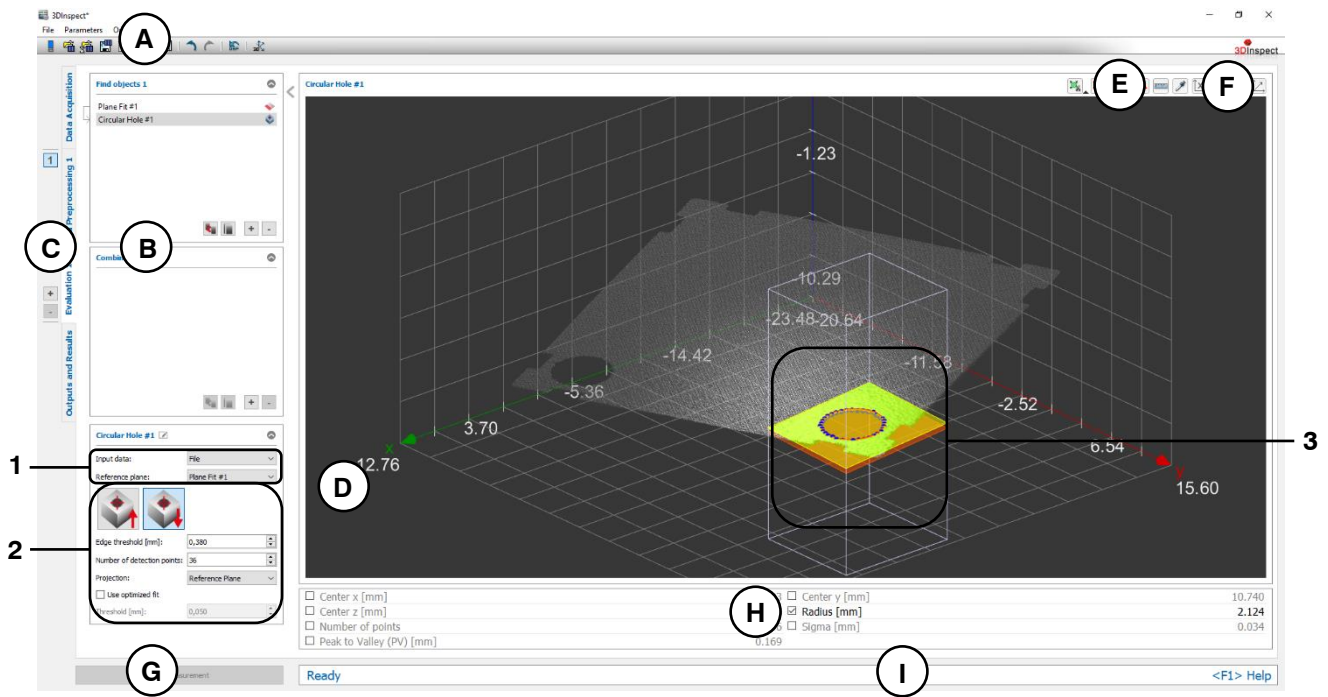 3DInspect*
File Parameters
A
3DInspect
Data Acquisition
Preprocessing 1
Evaluation
Outputs and Results
1
C
+
-
Find objects 1
Plane Fit #1
Circular Hole #1
+ -
B
+ -
Circular Hole #1
1
Input data: File
Reference plane: Plane Fit #1
2
Edge threshold [mm]: 0,380
Number of detection points: 36
Projection: Reference Plane
Use optimized fit
Threshold [mm]: 0,050
G
Circular Hole #1
E
F
-1.23
-10.29
-23.48
-20.64
-14.42
-11.58
-5.36
-2.52
3.70
6.54
x
12.76
y
15.60
D
3
Center x [mm]
Center y [mm] 10.740
Center z [mm]
H
Radius [mm] 2.124
Number of points
Sigma [mm] 0.034
Peak to Valley (PV) [mm] 0.169
I
Ready
<F1> Help